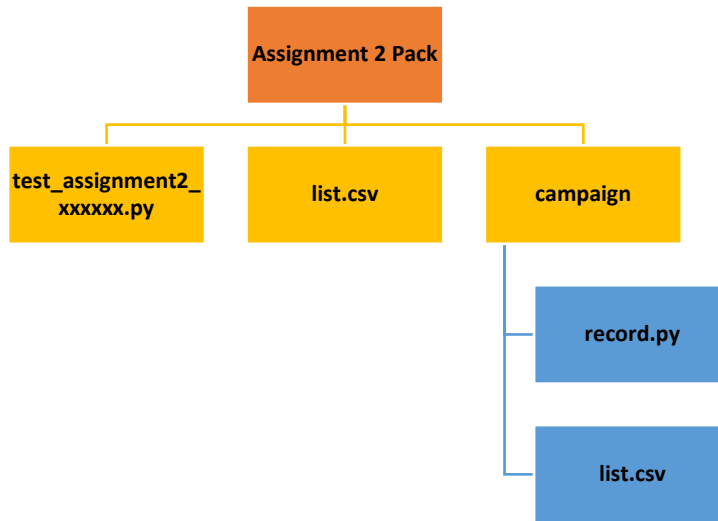 Assignment 2 Pack
test_assignment2_
xxxxxx.py
list.csv
campaign
record.py
list.csv